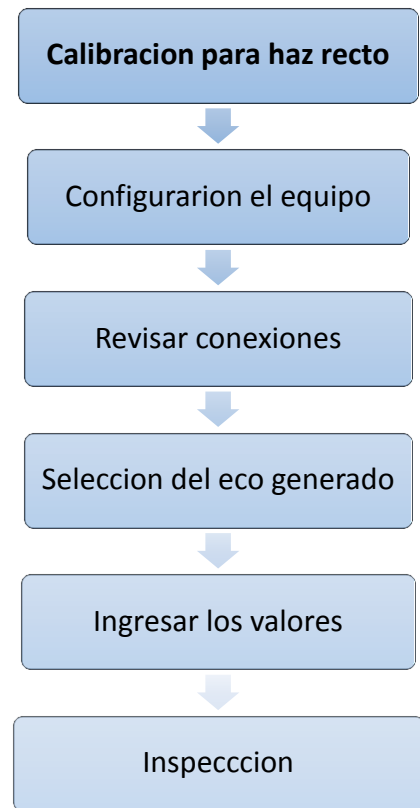 Calibracion para haz recto
Configurarion el equipo
Revisar conexiones
Seleccion del eco generado
Ingresar los valores
Inspecccion